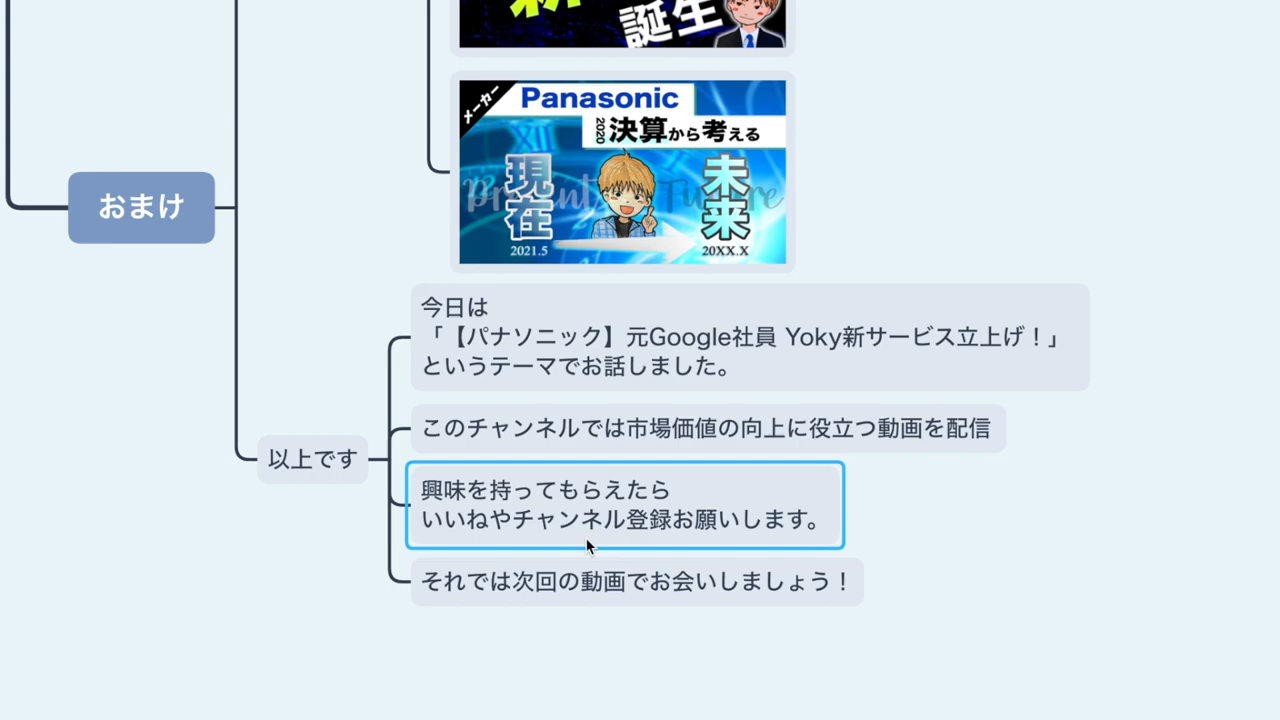 誕生
メーカー
Panasonic
2020 決算から考える
XII
現在
未来
2021.5
20XX.X
おまけ
今日は
「【パナソニック】元Google社員 Yoky新サービス立上げ！」
というテーマでお話しました。
このチャンネルでは市場価値の向上に役立つ動画を配信
以上です
興味を持ってもらえたら
いいねやチャンネル登録お願いします。
それでは次回の動画でお会いしましょう！